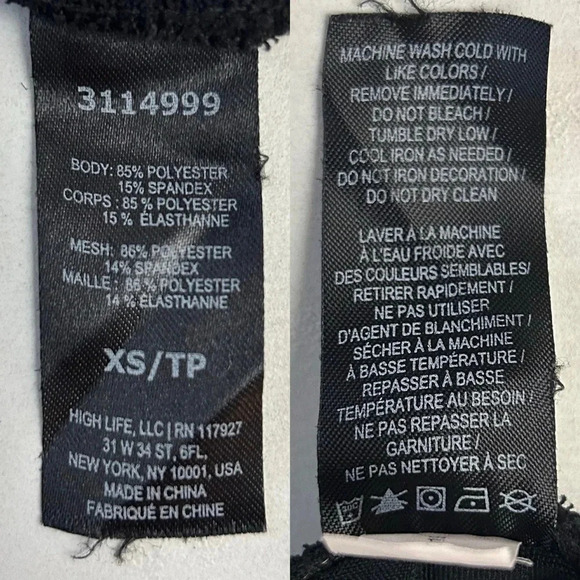 3114999
BODY: 85% POLYESTER
15% SPANDEX
CORPS: 85 % POLYESTER
15 % ÉLASTHANNE
MESH: 86% POLYESTER
14% SPANDEX
MAILLE: 86 % POLYESTER
14 % ÉLASTHANNE
XS/TP
HIGH LIFE, LLC | RN 117927
31 W 34 ST, 6FL,
NEW YORK, NY 10001, USA
MADE IN CHINA
FABRIQUÉ EN CHINE
MACHINE WASH COLD WITH
LIKE COLORS /
REMOVE IMMEDIATELY /
DO NOT BLEACH /
TUMBLE DRY LOW /
COOL IRON AS NEEDED /
DO NOT IRON DECORATION /
DO NOT DRY CLEAN
LAVER À LA MACHINE
À L'EAU FROIDE AVEC
DES COULEURS SEMBLABLES/
RETIRER RAPIDEMENT /
NE PAS UTILISER
D'AGENT DE BLANCHIMENT /
SÉCHER À LA MACHINE
À BASSE TEMPÉRATURE /
REPASSER À BASSE
TEMPÉRATURE AU BESOIN /
NE PAS REPASSER LA
GARNITURE /
NE PAS NETTOYER À SEC